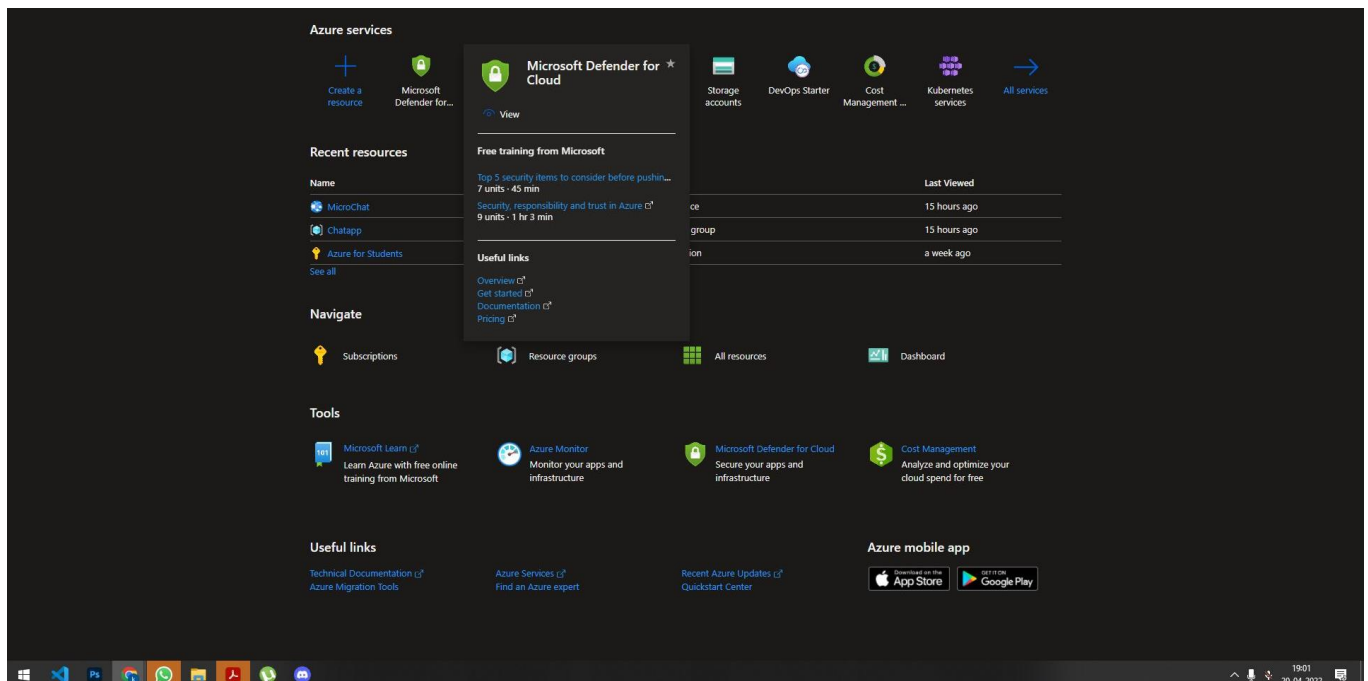 Azure services
Create a
resource
Microsoft
Defender for...
Microsoft Defender for
Cloud
View
Storage
accounts
DevOps Starter
Cost
Management ...
Kubernetes
services
All services
Free training from Microsoft
Top 5 security items to consider before pushin...
7 units · 45 min
Security, responsibility and trust in Azure
9 units · 1 hr 3 min
Useful links
Overview
Get started
Documentation
Pricing
Recent resources
Name
Last Viewed
MicroChat
ce
15 hours ago
Chatapp
group
15 hours ago
Azure for Students
ion
a week ago
See all
Navigate
Subscriptions
Resource groups
All resources
Dashboard
Tools
101
Microsoft Learn
Learn Azure with free online
training from Microsoft
Azure Monitor
Monitor your apps and
infrastructure
Microsoft Defender for Cloud
Secure your apps and
infrastructure
Cost Management
Analyze and optimize your
cloud spend for free
Useful links
Technical Documentation
Azure Migration Tools
Azure Services
Find an Azure expert
Recent Azure Updates
Quickstart Center
Azure mobile app
Download on the
App Store
GET IT ON
Google Play
Ps
19:01